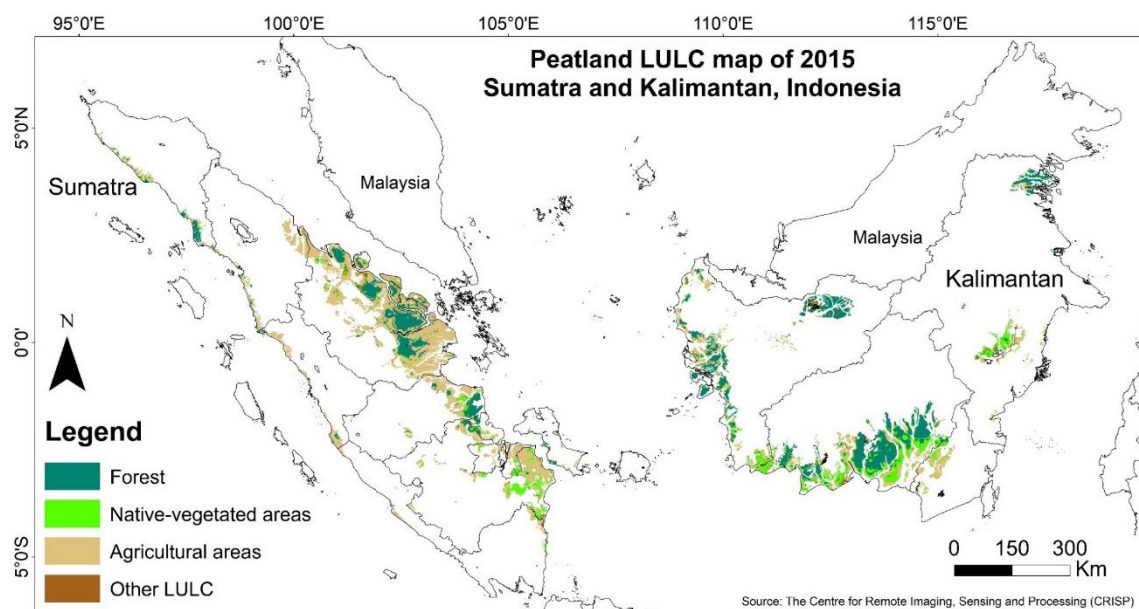 95°0'E 100°0'E 105°0'E 110°0'E 115°0'E
Peatland LULC map of 2015
Sumatra and Kalimantan, Indonesia
5°0'N
Sumatra
Malaysia
Malaysia
Kalimantan
N
0°0'
Legend
Forest
Native-vegetated areas
Agricultural areas
Other LULC
5°0'S
0 150 300
Km
Source: The Centre for Remote Imaging, Sensing and Processing (CRISP)